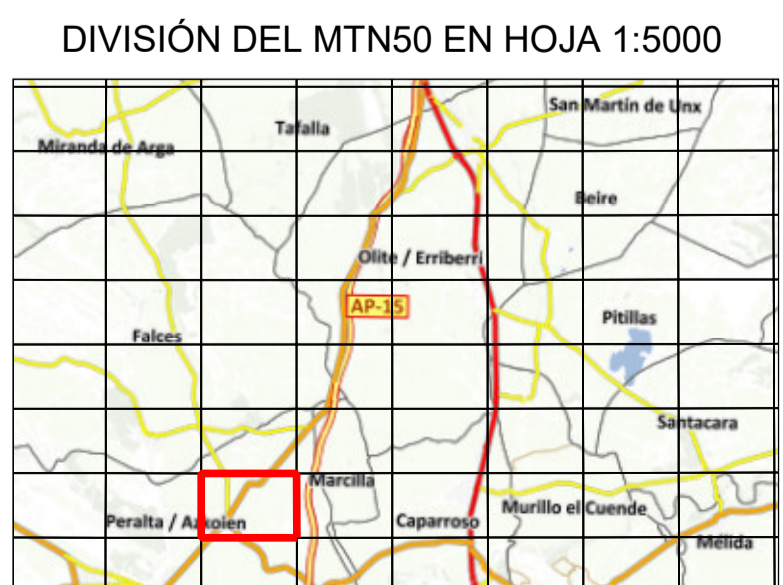 DIVISIÓN DEL MTN50 EN HOJA 1:5000
San Martín de Unx
Tafalla
Miranda de Arga
Beire
Olite / Erriberri
AP-15
Pitillas
Falces
Santacara
Marcilla
Murillo el Cuende
Peralta / Azkoien
Caparroso
Mélida